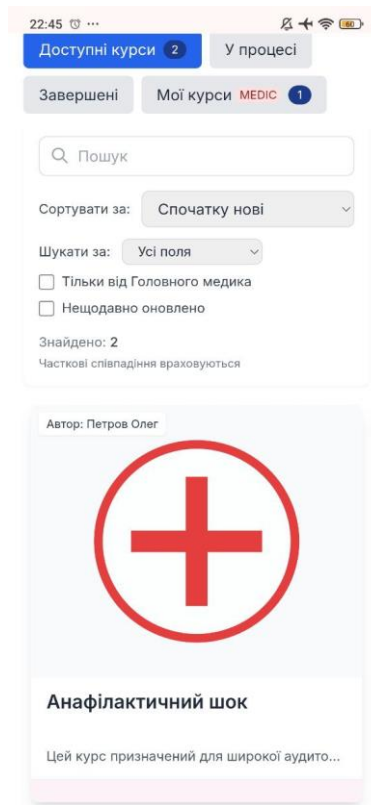 22:45 ...
60
Доступні курси 2
У процесі
Завершені
Мої курси MEDIC 1
Пошук
Сортувати за: Спочатку нові
Шукати за: Усі поля
Тільки від Головного медика
Нещодавно оновлено
Знайдено: 2
Часткові співпадіння враховуються
Автор: Петров Олег
Анафілактичний шок
Цей курс призначений для широкої аудито...